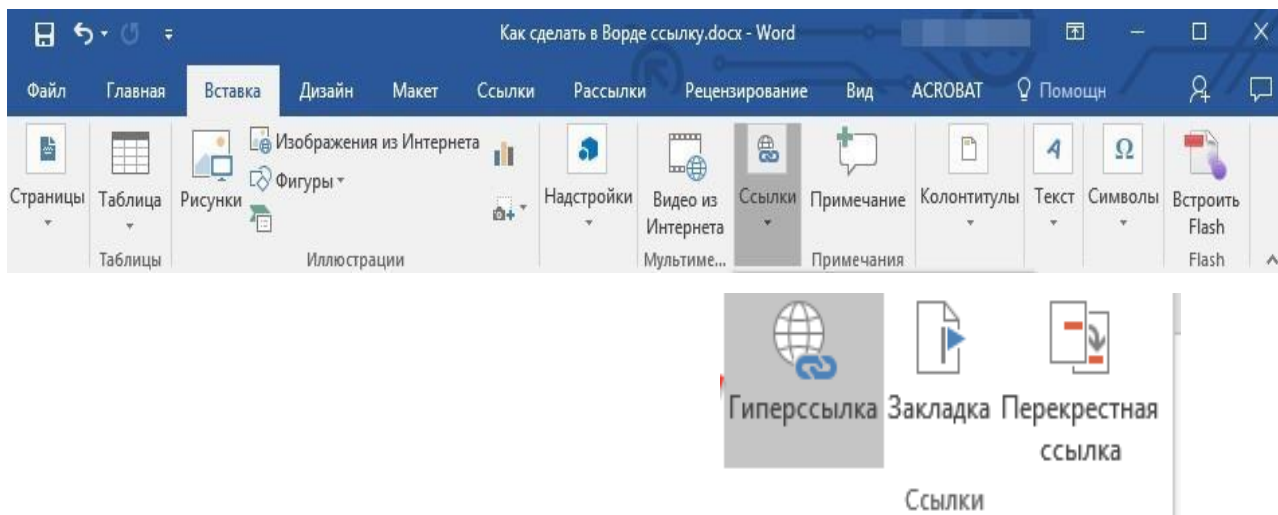 Как сделать в Ворде ссылку.docx - Word
Файл Главная Вставка Дизайн Макет Ссылки Рассылки Рецензирование Вид ACROBAT Помощн
Изображения из Интернета
Фигуры
Страницы Таблица Рисунки Надстройки Видео из Ссылки Примечание Колонтитулы Текст Символы Встроить
Интернета Flash
Таблицы Иллюстрации Мультиме... Примечания Flash
Гиперссылка Закладка Перекрестная
ссылка
Ссылки